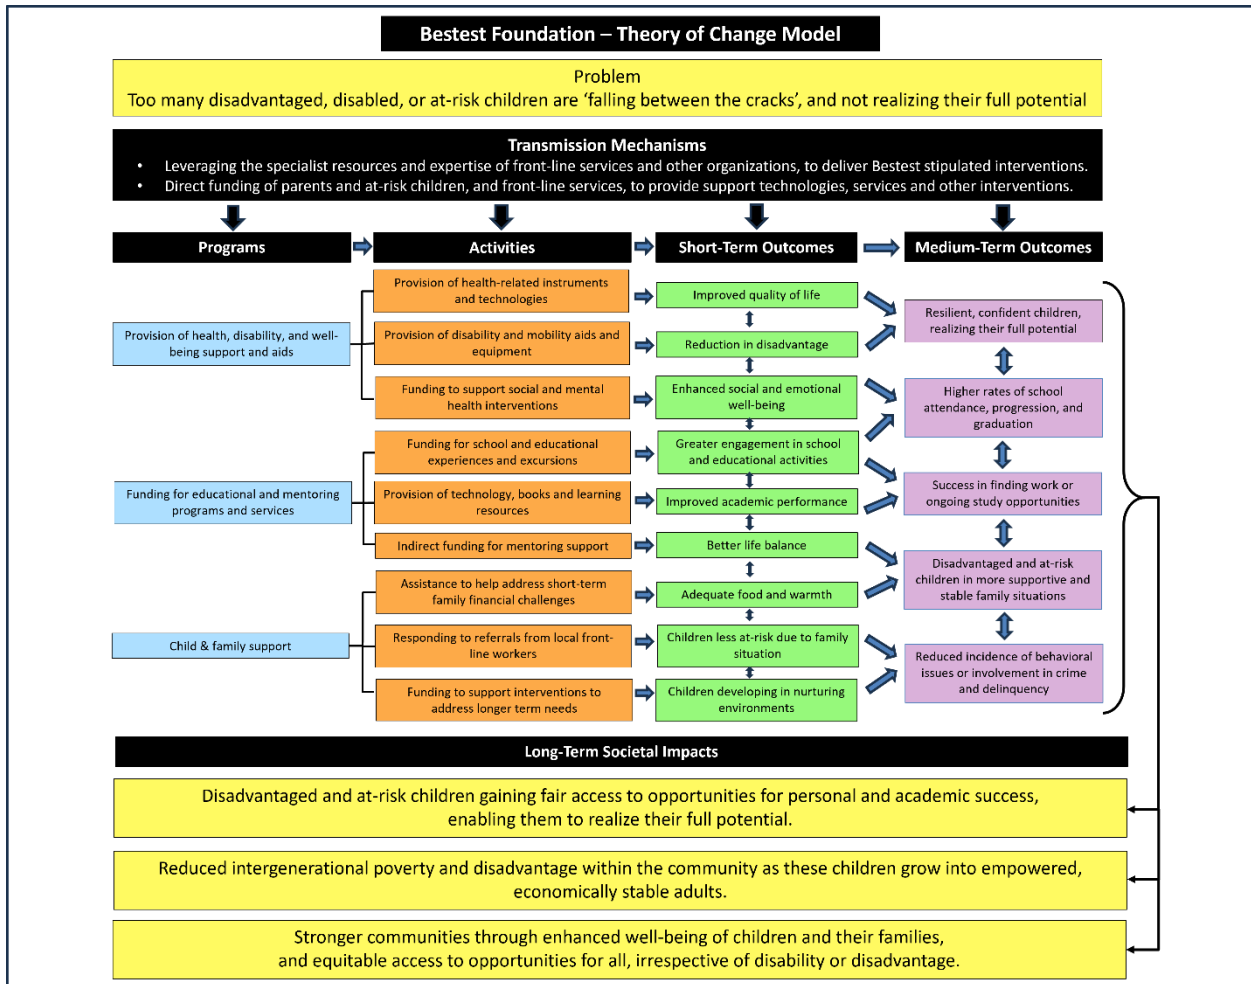 Bestest Foundation – Theory of Change Model
Problem
Too many disadvantaged, disabled, or at-risk children are ‘falling between the cracks’, and not realizing their full potential
Transmission Mechanisms
• Leveraging the specialist resources and expertise of front-line services and other organizations, to deliver Bestest stipulated interventions.
• Direct funding of parents and at-risk children, and front-line services, to provide support technologies, services and other interventions.
Programs
Activities
Short-Term Outcomes
Medium-Term Outcomes
Provision of health, disability, and well-
being support and aids
Funding for educational and mentoring
programs and services
Child & family support
Provision of health-related instruments
and technologies
Provision of disability and mobility aids and
equipment
Funding to support social and mental
health interventions
Funding for school and educational
experiences and excursions
Provision of technology, books and learning
resources
Indirect funding for mentoring support
Assistance to help address short-term
family financial challenges
Responding to referrals from local front-
line workers
Funding to support interventions to
address longer term needs
Improved quality of life
Reduction in disadvantage
Enhanced social and emotional
well-being
Greater engagement in school
and educational activities
Improved academic performance
Better life balance
Adequate food and warmth
Children less at-risk due to family
situation
Children developing in nurturing
environments
Resilient, confident children,
realizing their full potential
Higher rates of school
attendance, progression, and
graduation
Success in finding work or
ongoing study opportunities
Disadvantaged and at-risk
children in more supportive and
stable family situations
Reduced incidence of behavioral
issues or involvement in crime
and delinquency
Long-Term Societal Impacts
Disadvantaged and at-risk children gaining fair access to opportunities for personal and academic success,
enabling them to realize their full potential.
Reduced intergenerational poverty and disadvantage within the community as these children grow into empowered,
economically stable adults.
Stronger communities through enhanced well-being of children and their families,
and equitable access to opportunities for all, irrespective of disability or disadvantage.